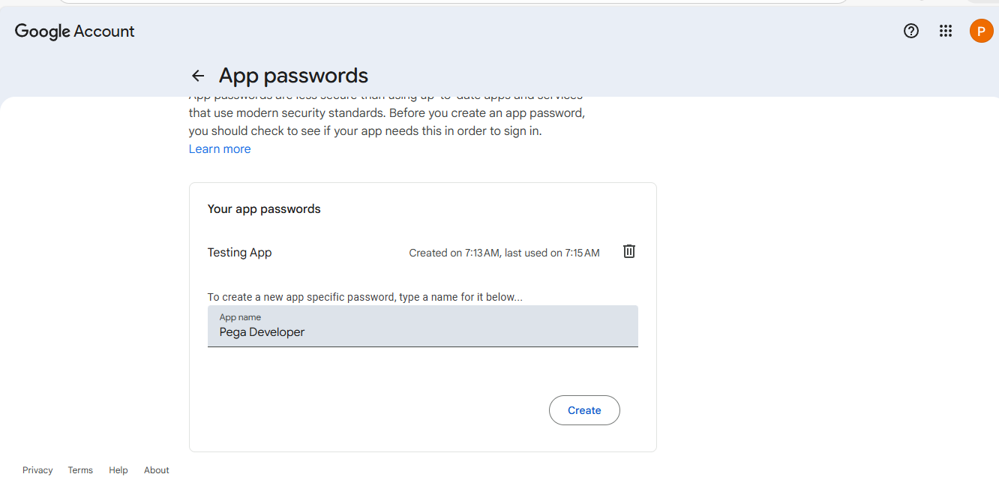 Google Account
P
App passwords
App passwords are less secure than using up-to-date apps and services
that use modern security standards. Before you create an app password,
you should check to see if your app needs this in order to sign in.
Learn more
Your app passwords
Testing App
Created on 7:13 AM, last used on 7:15 AM
To create a new app specific password, type a name for it below...
App name
Pega Developer
Create
Privacy Terms Help About